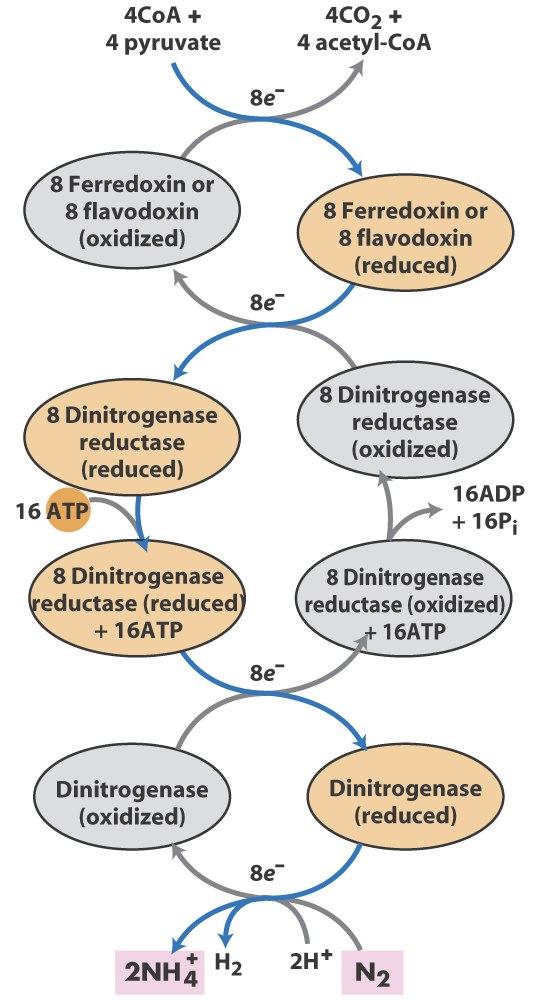 4CoA +
4 pyruvate
4CO₂ +
4 acetyl-CoA
8e⁻
8 Ferredoxin or
8 flavodoxin
(oxidized)
8 Ferredoxin or
8 flavodoxin
(reduced)
8e⁻
8 Dinitrogenase
reductase
(reduced)
8 Dinitrogenase
reductase
(oxidized)
16 ATP
16ADP
+ 16Pᵢ
8 Dinitrogenase
reductase (reduced)
+ 16ATP
8 Dinitrogenase
reductase (oxidized)
+ 16ATP
8e⁻
Dinitrogenase
(oxidized)
Dinitrogenase
(reduced)
8e⁻
2NH₄⁺
H₂
2H⁺
N₂